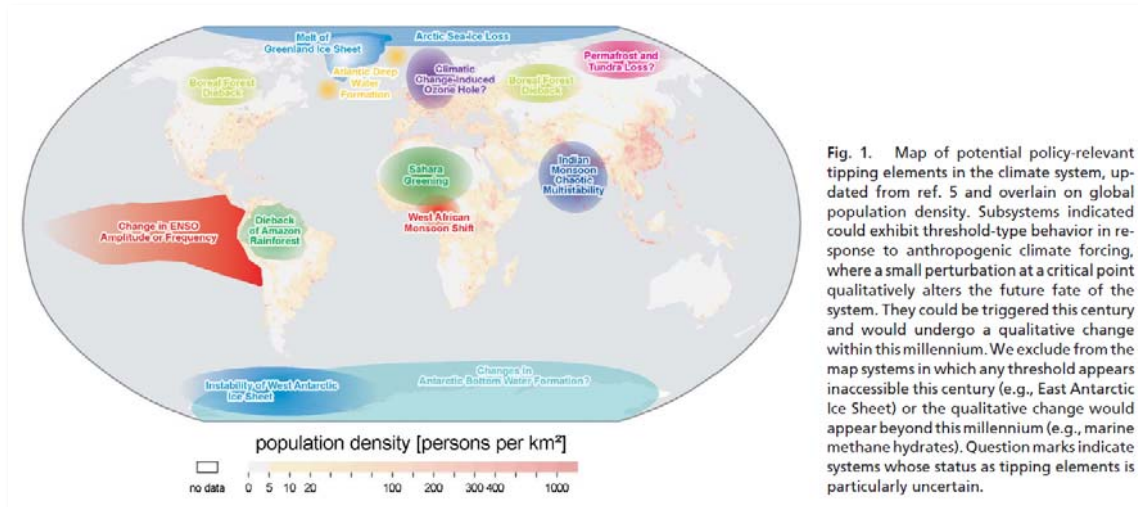 Melt of
Greenland Ice Sheet
Arctic Sea-Ice Loss
Atlantic Deep
Water
Formation
Climatic
Change-Induced
Ozone Hole?
Permafrost and
Tundra Loss?
Boreal Forest
Dieback
Boreal Forest
Dieback
Sahara
Greening
Indian
Monsoon
Chaotic
Multistability
West African
Monsoon Shift
Change in ENSO
Amplitude or Frequency
Dieback
of Amazon
Rainforest
Instability of West Antarctic
Ice Sheet
Changes in
Antarctic Bottom Water Formation?
population density [persons per km²]
no data
0 5 10 20 100 200 300 400 1000
Fig. 1. Map of potential policy-relevant
tipping elements in the climate system, up-
dated from ref. 5 and overlain on global
population density. Subsystems indicated
could exhibit threshold-type behavior in re-
sponse to anthropogenic climate forcing,
where a small perturbation at a critical point
qualitatively alters the future fate of the
system. They could be triggered this century
and would undergo a qualitative change
within this millennium. We exclude from the
map systems in which any threshold appears
inaccessible this century (e.g., East Antarctic
Ice Sheet) or the qualitative change would
appear beyond this millennium (e.g., marine
methane hydrates). Question marks indicate
systems whose status as tipping elements is
particularly uncertain.